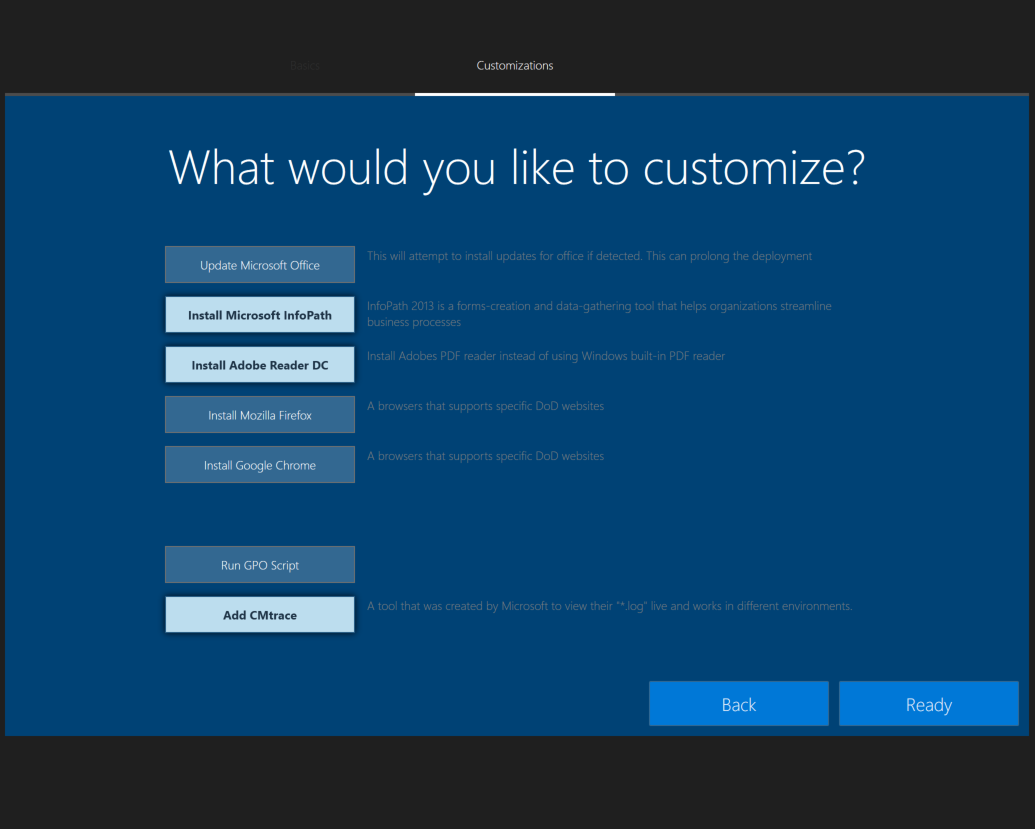 Basics
Customizations
What would you like to customize?
Update Microsoft Office
This will attempt to install updates for office if detected. This can prolong the deployment
Install Microsoft InfoPath
InfoPath 2013 is a forms-creation and data-gathering tool that helps organizations streamline
business processes
Install Adobe Reader DC
Install Adobes PDF reader instead of using Windows built-in PDF reader
Install Mozilla Firefox
A browsers that supports specific DoD websites
Install Google Chrome
A browsers that supports specific DoD websites
Run GPO Script
Add CMtrace
A tool that was created by Microsoft to view their "*.log" live and works in different environments.
Back
Ready